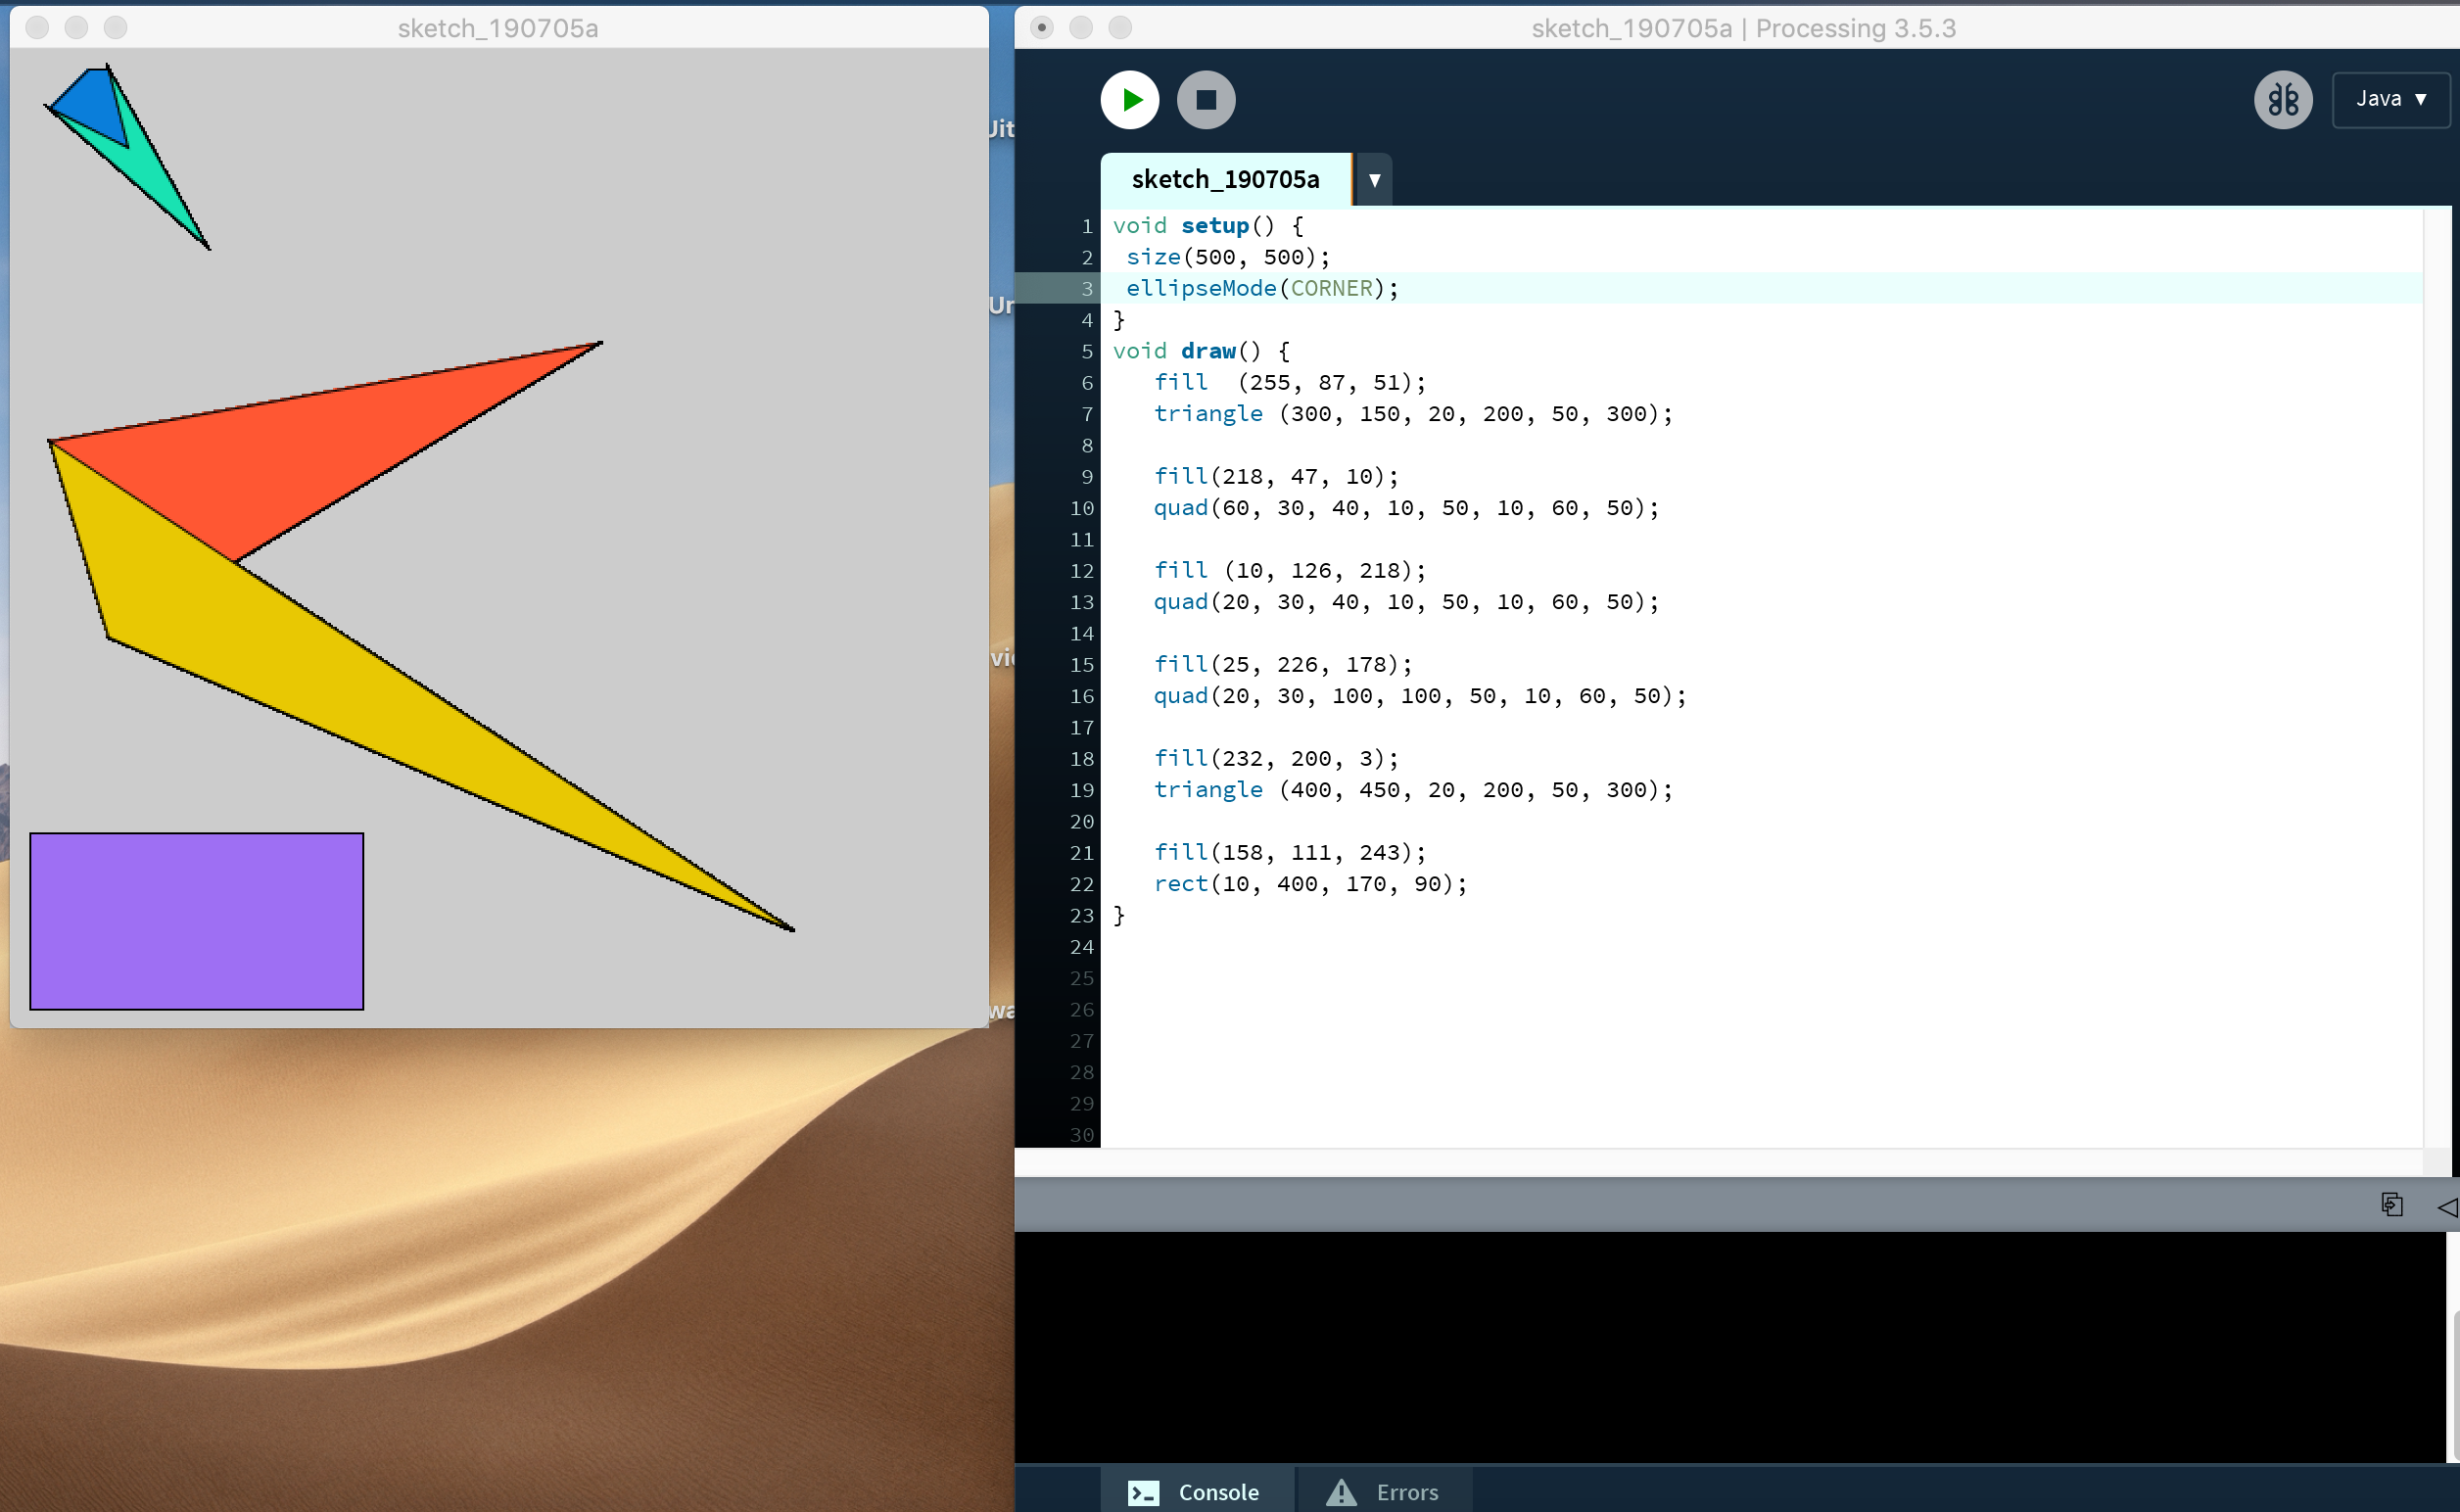 sketch_190705a
sketch_190705a | Processing 3.5.3
Java ▼
sketch_190705a ▼
1 void setup() {
2 size(500, 500);
3 ellipseMode(CORNER);
4 }
5 void draw() {
6 fill  (255, 87, 51);
7 triangle (300, 150, 20, 200, 50, 300);
8
9 fill(218, 47, 10);
10 quad(60, 30, 40, 10, 50, 10, 60, 50);
11
12 fill (10, 126, 218);
13 quad(20, 30, 40, 10, 50, 10, 60, 50);
14
15 fill(25, 226, 178);
16 quad(20, 30, 100, 100, 50, 10, 60, 50);
17
18 fill(232, 200, 3);
19 triangle (400, 450, 20, 200, 50, 300);
20
21 fill(158, 111, 243);
22 rect(10, 400, 170, 90);
23 }
24
25
26
27
28
29
30
Console
Errors